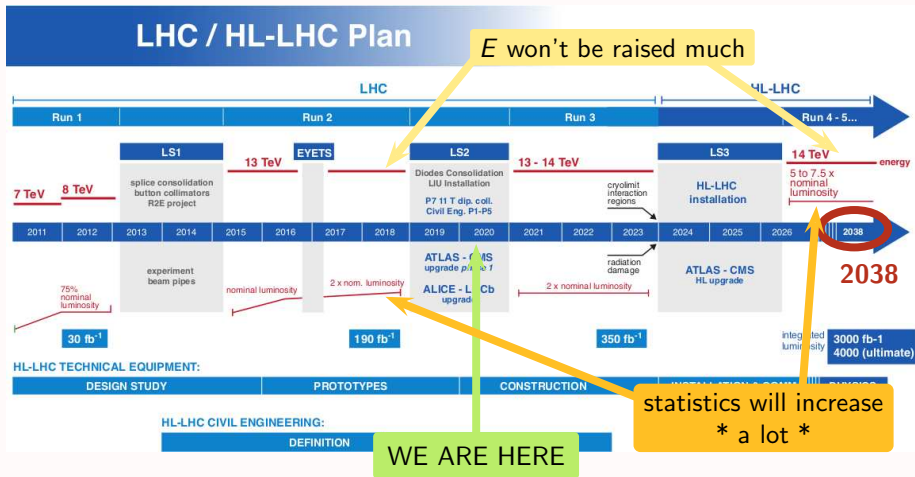 LHC / HL-LHC Plan
E won't be raised much
LHC
HL-LHC
Run 1
Run 2
Run 3
Run 4 - 5...
LS1
EYETS
LS2
LS3
13 TeV
13 - 14 TeV
14 TeV
energy
7 TeV
8 TeV
splice consolidation
button collimators
R2E project
Diodes Consolidation
LIU Installation
P7 11 T dip. coll.
Civil Eng. P1-P5
cryolimit
interaction
regions
HL-LHC
installation
5 to 7.5 x
nominal
luminosity
2011 2012 2013 2014 2015 2016 2017 2018 2019 2020 2021 2022 2023 2024 2025 2026 2038
2038
75%
nominal
luminosity
experiment
beam pipes
nominal luminosity
2 x nom. luminosity
ATLAS - CMS
upgrade phase 1
ALICE - LHCb
upgrade
2 x nominal luminosity
radiation
damage
ATLAS - CMS
HL upgrade
30 fb-1
190 fb-1
350 fb-1
integrated
luminosity
3000 fb-1
4000 (ultimate)
HL-LHC TECHNICAL EQUIPMENT:
DESIGN STUDY
PROTOTYPES
CONSTRUCTION
INSTALLATION & COMM.
PHYSICS
HL-LHC CIVIL ENGINEERING:
DEFINITION
statistics will increase
* a lot *
WE ARE HERE